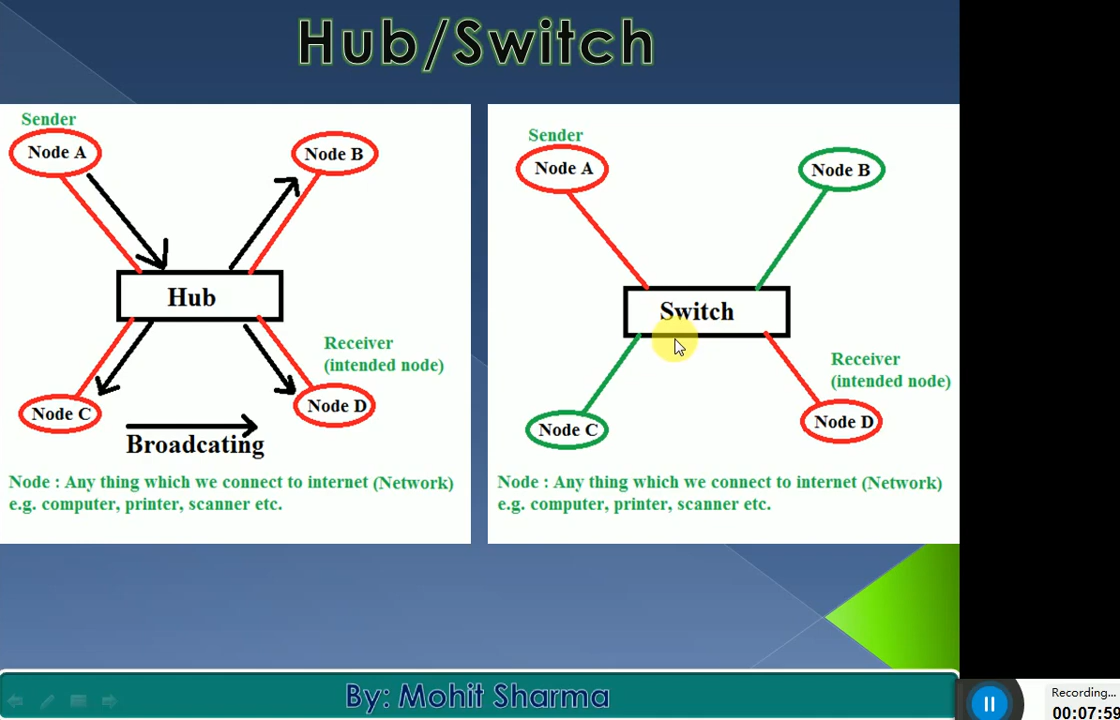 Hub/Switch
Sender
Node A
Node B
Hub
Receiver
(intended node)
Node C
Node D
Broadcating
Node : Any thing which we connect to internet (Network)
e.g. computer, printer, scanner etc.
Sender
Node A
Node B
Switch
Receiver
(intended node)
Node C
Node D
Node : Any thing which we connect to internet (Network)
e.g. computer, printer, scanner etc.
By: Mohit Sharma
Recording...
00:07:59